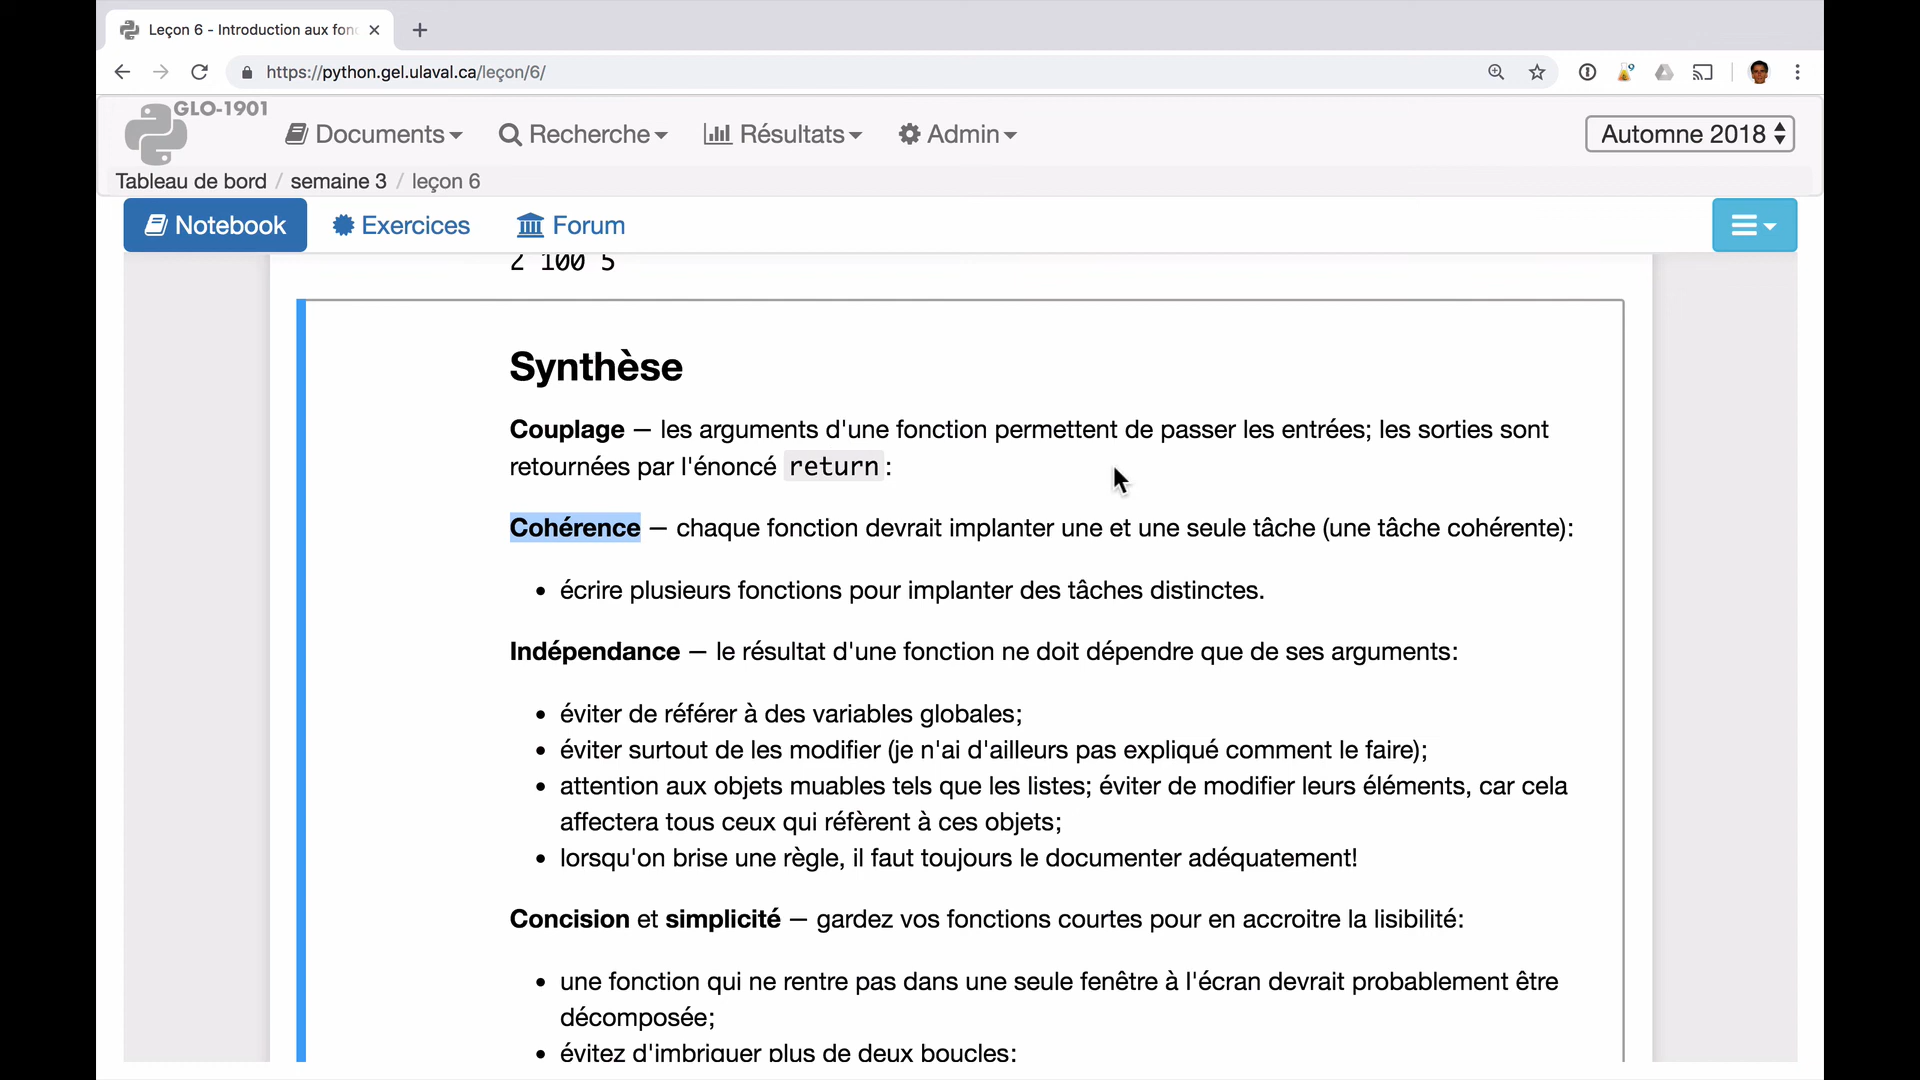 Leçon 6 - Introduction aux fon
https://python.gel.ulaval.ca/leçon/6/
GLO-1901
Documents
Recherche
Résultats
Admin
Automne 2018
Tableau de bord / semaine 3 / leçon 6
Notebook
Exercices
Forum
2 100 5
Synthèse
Couplage — les arguments d'une fonction permettent de passer les entrées; les sorties sont
retournées par l'énoncé return:
Cohérence — chaque fonction devrait implanter une et une seule tâche (une tâche cohérente):
• écrire plusieurs fonctions pour implanter des tâches distinctes.
Indépendance — le résultat d'une fonction ne doit dépendre que de ses arguments:
• éviter de référer à des variables globales;
• éviter surtout de les modifier (je n'ai d'ailleurs pas expliqué comment le faire);
• attention aux objets muables tels que les listes; éviter de modifier leurs éléments, car cela
affectera tous ceux qui réfèrent à ces objets;
• lorsqu'on brise une règle, il faut toujours le documenter adéquatement!
Concision et simplicité — gardez vos fonctions courtes pour en accroitre la lisibilité:
• une fonction qui ne rentre pas dans une seule fenêtre à l'écran devrait probablement être
décomposée;
• évitez d'imbriquer plus de deux boucles: